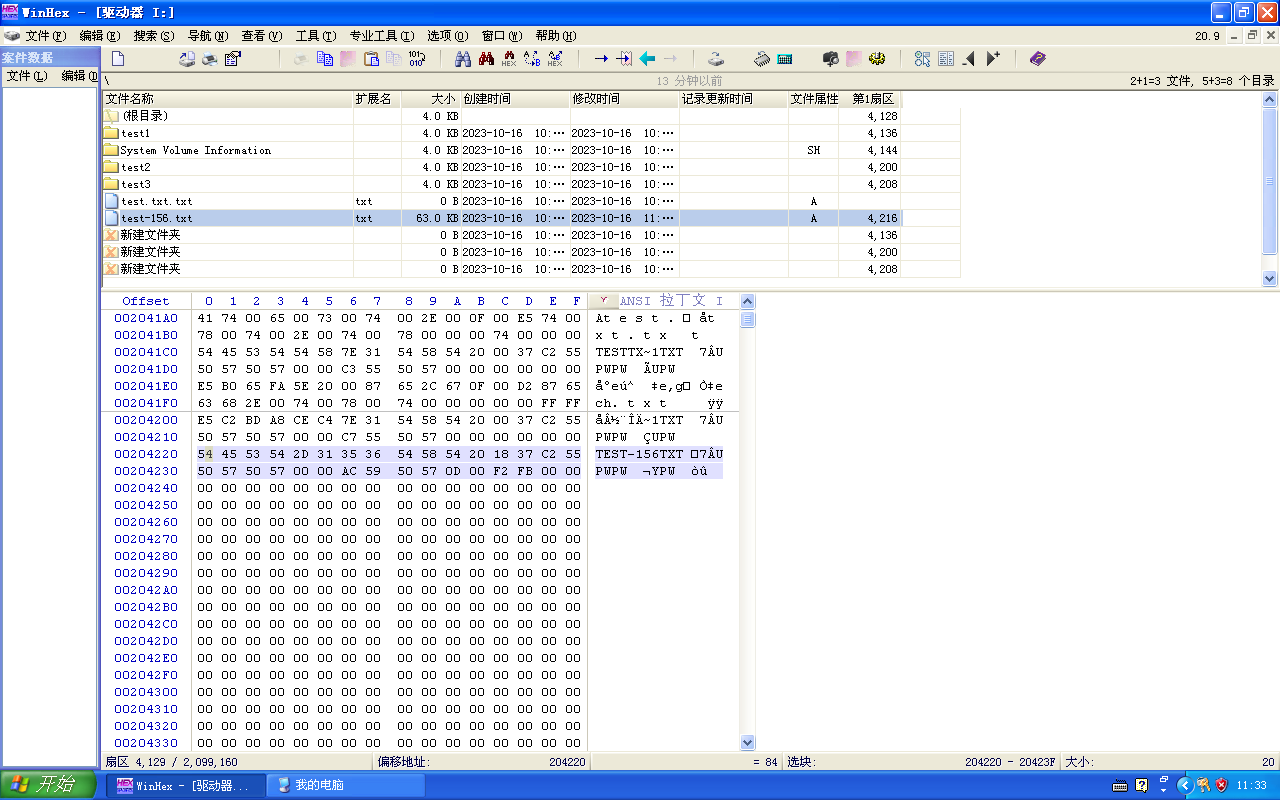 WinHex - [驱动器 I:]
文件(F) 编辑(E) 搜索(S) 导航(N) 查看(V) 工具(T) 专业工具(I) 选项(O) 窗口(W) 帮助(H) 20.9
案件数据
文件(L) 编辑(D
\ 13 分钟以前 2+1=3 文件, 5+3=8 个目录
文件名称 扩展名 大小 创建时间 修改时间 记录更新时间 文件属性 第1扇区
(根目录) 4.0 KB 4,128
test1 4.0 KB 2023-10-16 10:… 2023-10-16 10:… 4,136
System Volume Information 4.0 KB 2023-10-16 10:… 2023-10-16 10:… SH 4,144
test2 4.0 KB 2023-10-16 10:… 2023-10-16 10:… 4,200
test3 4.0 KB 2023-10-16 10:… 2023-10-16 10:… 4,208
test.txt.txt txt 0 B 2023-10-16 10:… 2023-10-16 10:… A
test-156.txt txt 63.0 KB 2023-10-16 10:… 2023-10-16 11:… A 4,216
新建文件夹 0 B 2023-10-16 10:… 2023-10-16 10:… 4,136
新建文件夹 0 B 2023-10-16 10:… 2023-10-16 10:… 4,200
新建文件夹 0 B 2023-10-16 10:… 2023-10-16 10:… 4,208
Offset 0 1 2 3 4 5 6 7 8 9 A B C D E F ANSI 拉丁文 I
002041A0 41 74 00 65 00 73 00 74 00 2E 00 0F 00 E5 74 00 At e s t . □ åt
002041B0 78 00 74 00 2E 00 74 00 78 00 00 00 74 00 00 00 x t . t x t
002041C0 54 45 53 54 54 58 7E 31 54 58 54 20 00 37 C2 55 TESTTX~1TXT 7ÂU
002041D0 50 57 50 57 00 00 C3 55 50 57 00 00 00 00 00 00 PWPW ÃUPW
002041E0 E5 B0 65 FA 5E 20 00 87 65 2C 67 0F 00 D2 87 65 å°eú^ ‡e,g□ Ò‡e
002041F0 63 68 2E 00 74 00 78 00 74 00 00 00 00 00 FF FF ch. t x t ÿÿ
00204200 E5 C2 BD A8 CE C4 7E 31 54 58 54 20 00 37 C2 55 å½¨ÎÄ~1TXT 7ÂU
00204210 50 57 50 57 00 00 C7 55 50 57 00 00 00 00 00 00 PWPW ÇUPW
00204220 54 45 53 54 2D 31 35 36 54 58 54 20 18 37 C2 55 TEST-156TXT □7ÂU
00204230 50 57 50 57 00 00 AC 59 50 57 0D 00 F2 FB 00 00 PWPW ¬YPW òû
00204240 00 00 00 00 00 00 00 00 00 00 00 00 00 00 00 00
00204250 00 00 00 00 00 00 00 00 00 00 00 00 00 00 00 00
00204260 00 00 00 00 00 00 00 00 00 00 00 00 00 00 00 00
00204270 00 00 00 00 00 00 00 00 00 00 00 00 00 00 00 00
00204280 00 00 00 00 00 00 00 00 00 00 00 00 00 00 00 00
00204290 00 00 00 00 00 00 00 00 00 00 00 00 00 00 00 00
002042A0 00 00 00 00 00 00 00 00 00 00 00 00 00 00 00 00
002042B0 00 00 00 00 00 00 00 00 00 00 00 00 00 00 00 00
002042C0 00 00 00 00 00 00 00 00 00 00 00 00 00 00 00 00
002042D0 00 00 00 00 00 00 00 00 00 00 00 00 00 00 00 00
002042E0 00 00 00 00 00 00 00 00 00 00 00 00 00 00 00 00
002042F0 00 00 00 00 00 00 00 00 00 00 00 00 00 00 00 00
00204300 00 00 00 00 00 00 00 00 00 00 00 00 00 00 00 00
00204310 00 00 00 00 00 00 00 00 00 00 00 00 00 00 00 00
00204320 00 00 00 00 00 00 00 00 00 00 00 00 00 00 00 00
00204330 00 00 00 00 00 00 00 00 00 00 00 00 00 00 00 00
扇区 4,129 / 2,099,160 偏移地址: 204220 = 84 选块: 204220 - 20423F 大小: 20
开始 WinHex - [驱动器... 我的电脑 11:33